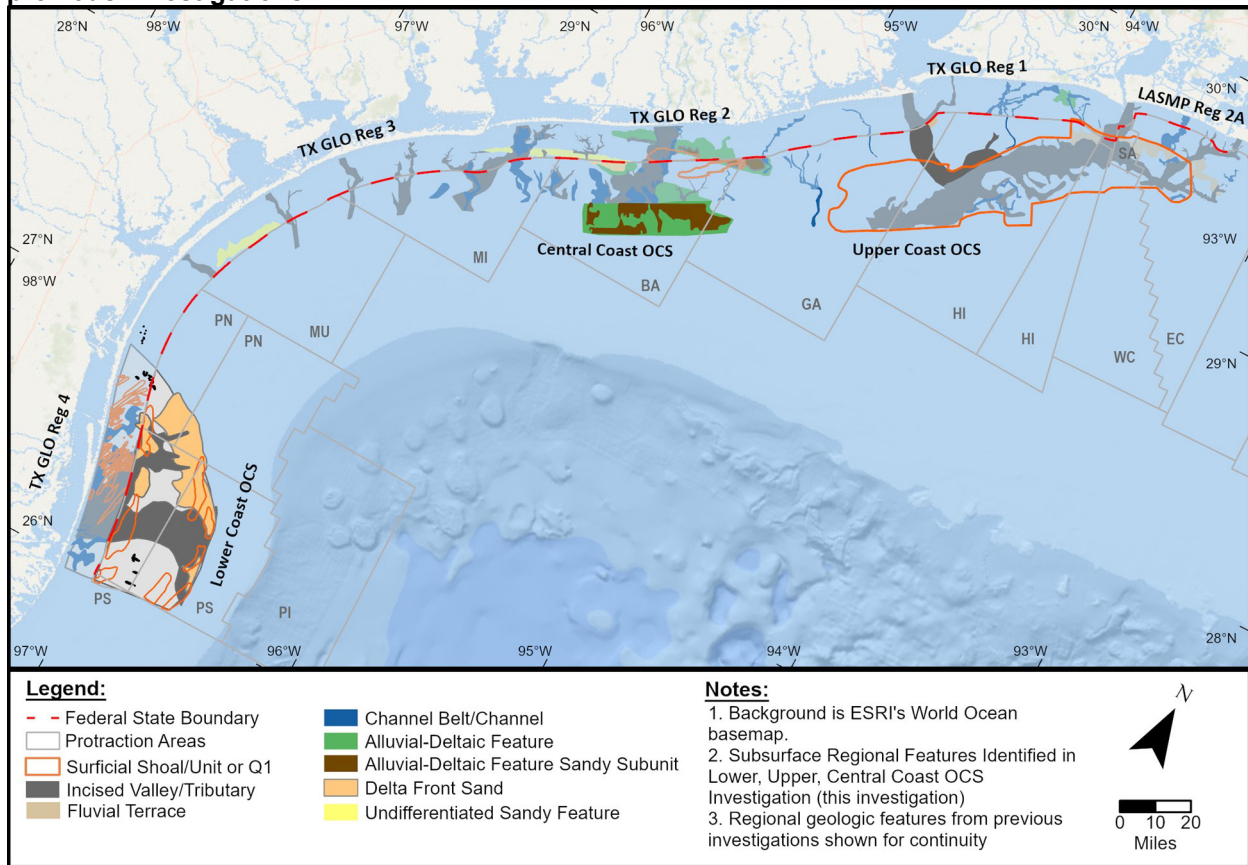 28°N
98°W
97°W
29°N
96°W
95°W
30°N
94°W
TX GLO Reg 1
30°N
LASMP Reg 2A
TX GLO Reg 2
TX GLO Reg 3
SA
27°N
98°W
MI
Central Coast OCS
Upper Coast OCS
93°W
BA
GA
PN
PN
MU
HI
HI
WC
EC
29°N
TX GLO Reg 4
Lower Coast OCS
26°N
PS
PS
PI
28°N
97°W
96°W
95°W
94°W
93°W
Legend:
Federal State Boundary
Protraction Areas
Surficial Shoal/Unit or Q1
Incised Valley/Tributary
Fluvial Terrace
Channel Belt/Channel
Alluvial-Deltaic Feature
Alluvial-Deltaic Feature Sandy Subunit
Delta Front Sand
Undifferentiated Sandy Feature
Notes:
1. Background is ESRI's World Ocean
basemap.
2. Subsurface Regional Features Identified in
Lower, Upper, Central Coast OCS
Investigation (this investigation)
3. Regional geologic features from previous
investigations shown for continuity
N
0 10 20
Miles